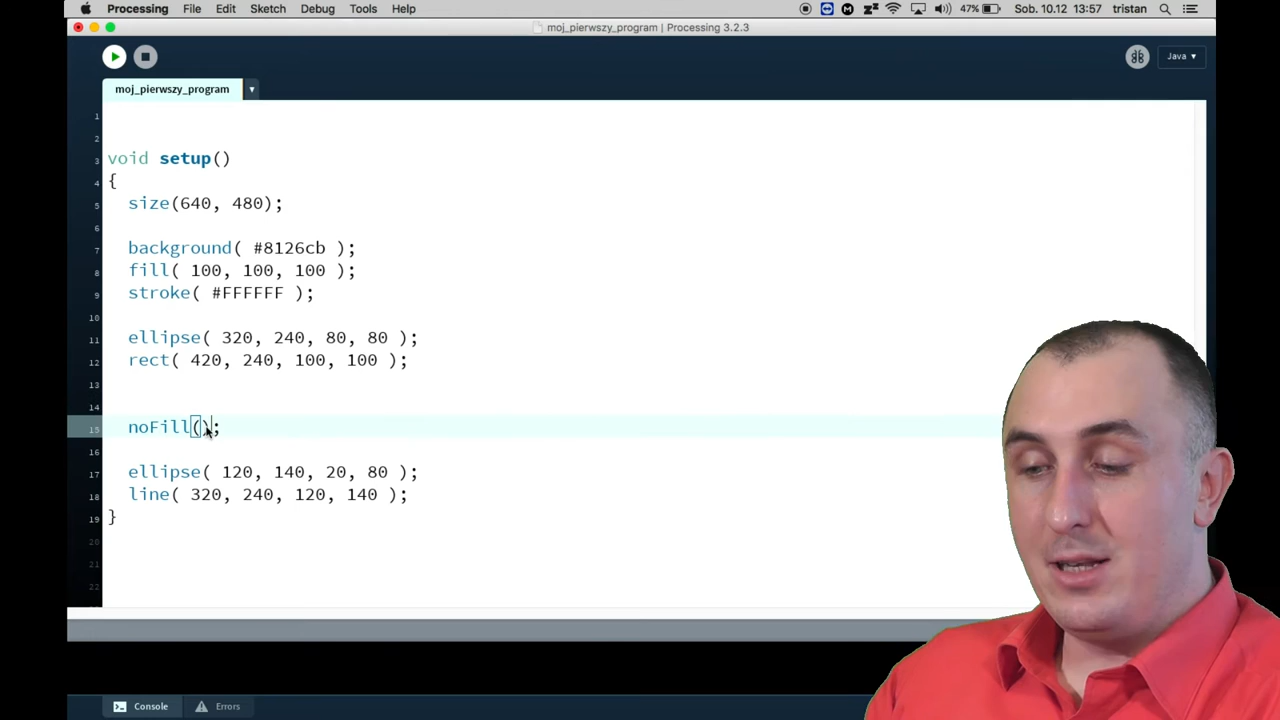 Processing File Edit Sketch Debug Tools Help 47% Sob. 10.12 13:57 tristan
moj_pierwszy_program | Processing 3.2.3
Java ▾
moj_pierwszy_program ▾
1
2
3 void setup()
4 {
5 size(640, 480);
6
7 background( #8126cb );
8 fill( 100, 100, 100 );
9 stroke( #FFFFFF );
10
11 ellipse( 320, 240, 80, 80 );
12 rect( 420, 240, 100, 100 );
13
14
15 noFill();
16
17 ellipse( 120, 140, 20, 80 );
18 line( 320, 240, 120, 140 );
19 }
20
21
22
Console Errors